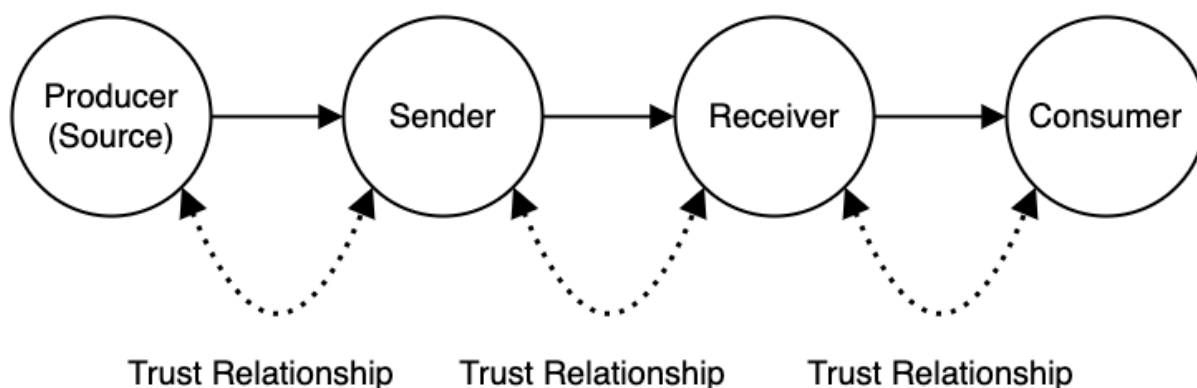 Producer
(Source)
Sender
Receiver
Consumer
Trust Relationship
Trust Relationship
Trust Relationship